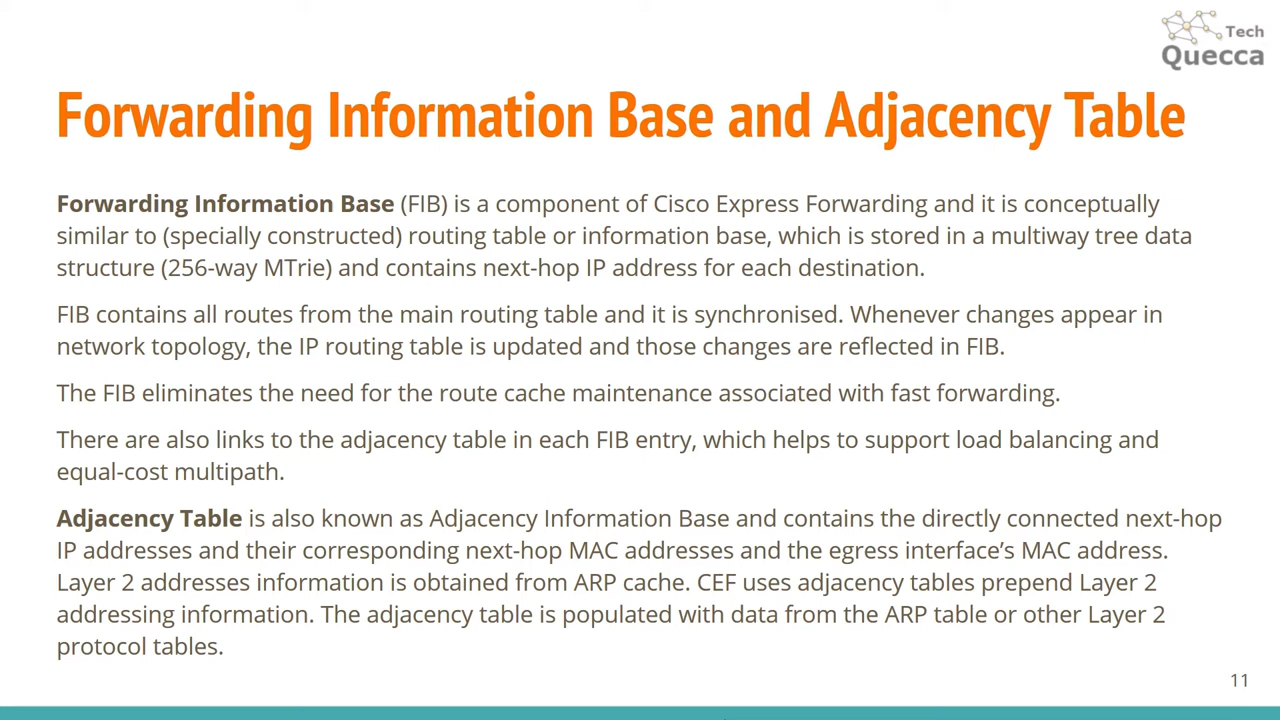 Tech
Quecca
Forwarding Information Base and Adjacency Table
Forwarding Information Base (FIB) is a component of Cisco Express Forwarding and it is conceptually
similar to (specially constructed) routing table or information base, which is stored in a multiway tree data
structure (256-way MTrie) and contains next-hop IP address for each destination.
FIB contains all routes from the main routing table and it is synchronised. Whenever changes appear in
network topology, the IP routing table is updated and those changes are reflected in FIB.
The FIB eliminates the need for the route cache maintenance associated with fast forwarding.
There are also links to the adjacency table in each FIB entry, which helps to support load balancing and
equal-cost multipath.
Adjacency Table is also known as Adjacency Information Base and contains the directly connected next-hop
IP addresses and their corresponding next-hop MAC addresses and the egress interface’s MAC address.
Layer 2 addresses information is obtained from ARP cache. CEF uses adjacency tables prepend Layer 2
addressing information. The adjacency table is populated with data from the ARP table or other Layer 2
protocol tables.
11